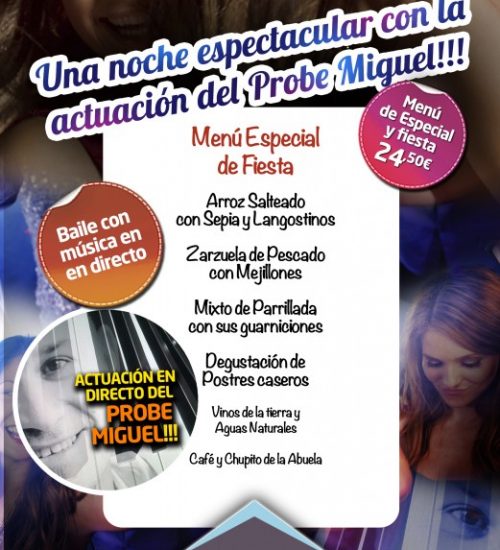 Una noche espectacular con la
actuación del Probe Miguel!!!
Menú
de Especial
y fiesta
24,50€
Menú Especial
de Fiesta
Arroz Salteado
con Sepia y Langostinos
Baile con
música en
en directo
Zarzuela de Pescado
con Mejillones
Mixto de Parrillada
con sus guarniciones
ACTUACIÓN EN
DIRECTO DEL
PROBE
MIGUEL!!!
Degustación de
Postres caseros
Vinos de la tierra y
Aguas Naturales
Café y Chupito de la Abuela